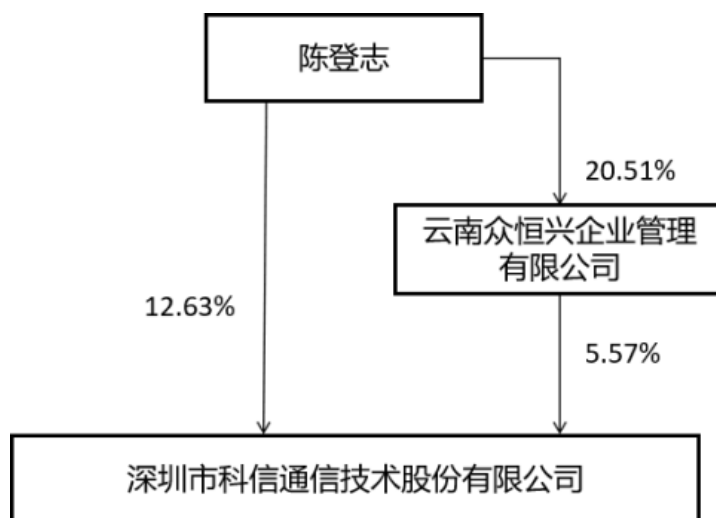 陈登志
20.51%
云南众恒兴企业管理
有限公司
12.63%
5.57%
深圳市科信通信技术股份有限公司